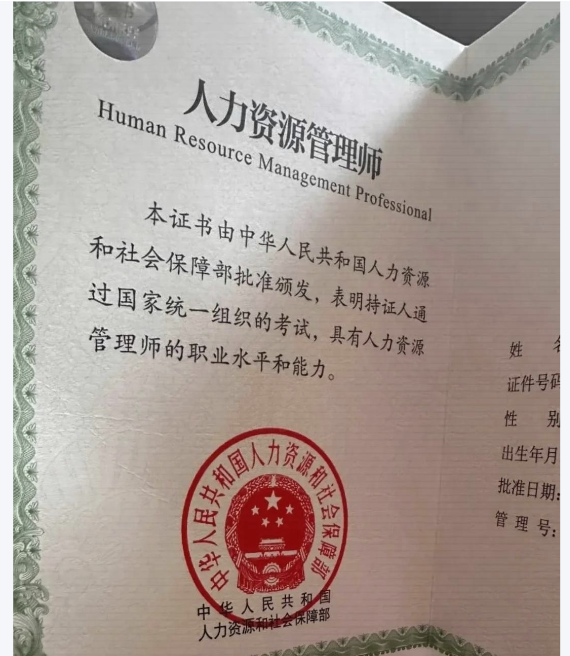 人力资源管理师
Human Resource Management Professional
本证书由中华人民共和国人力资源
和社会保障部批准颁发，表明持证人通
过国家统一组织的考试，具有人力资源
管理师的职业水平和能力。
中华人民共和国人力资源和社会保障部
中华人民共和国
人力资源和社会保障部
姓
证件号码
性 别
出生年月
批准日期：
管理号：